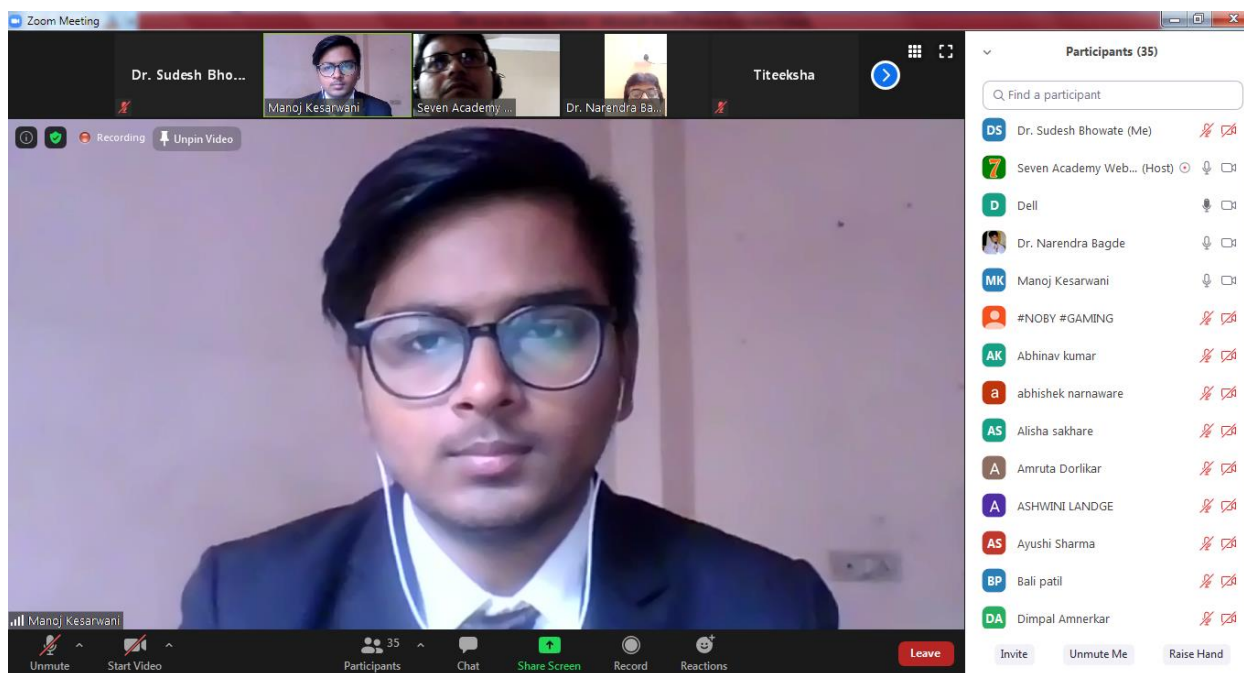 Zoom Meeting
Dr. Sudesh Bho...
Manoj Kesarwani
Seven Academy ...
Dr. Narendra Ba...
Titeeksha
Recording
Unpin Video
Manoj Kesarwani
Unmute
Start Video
35
Participants
Chat
Share Screen
Record
Reactions
Leave
Participants (35)
Find a participant
DS Dr. Sudesh Bhowate (Me)
7 Seven Academy Web... (Host)
D Dell
Dr. Narendra Bagde
MK Manoj Kesarwani
#NOBY #GAMING
AK Abhinav kumar
a abhishek narnaware
AS Alisha sakhare
A Amruta Dorlikar
A ASHWINI LANDGE
AS Ayushi Sharma
BP Bali patil
DA Dimpal Amnerkar
Invite Unmute Me Raise Hand